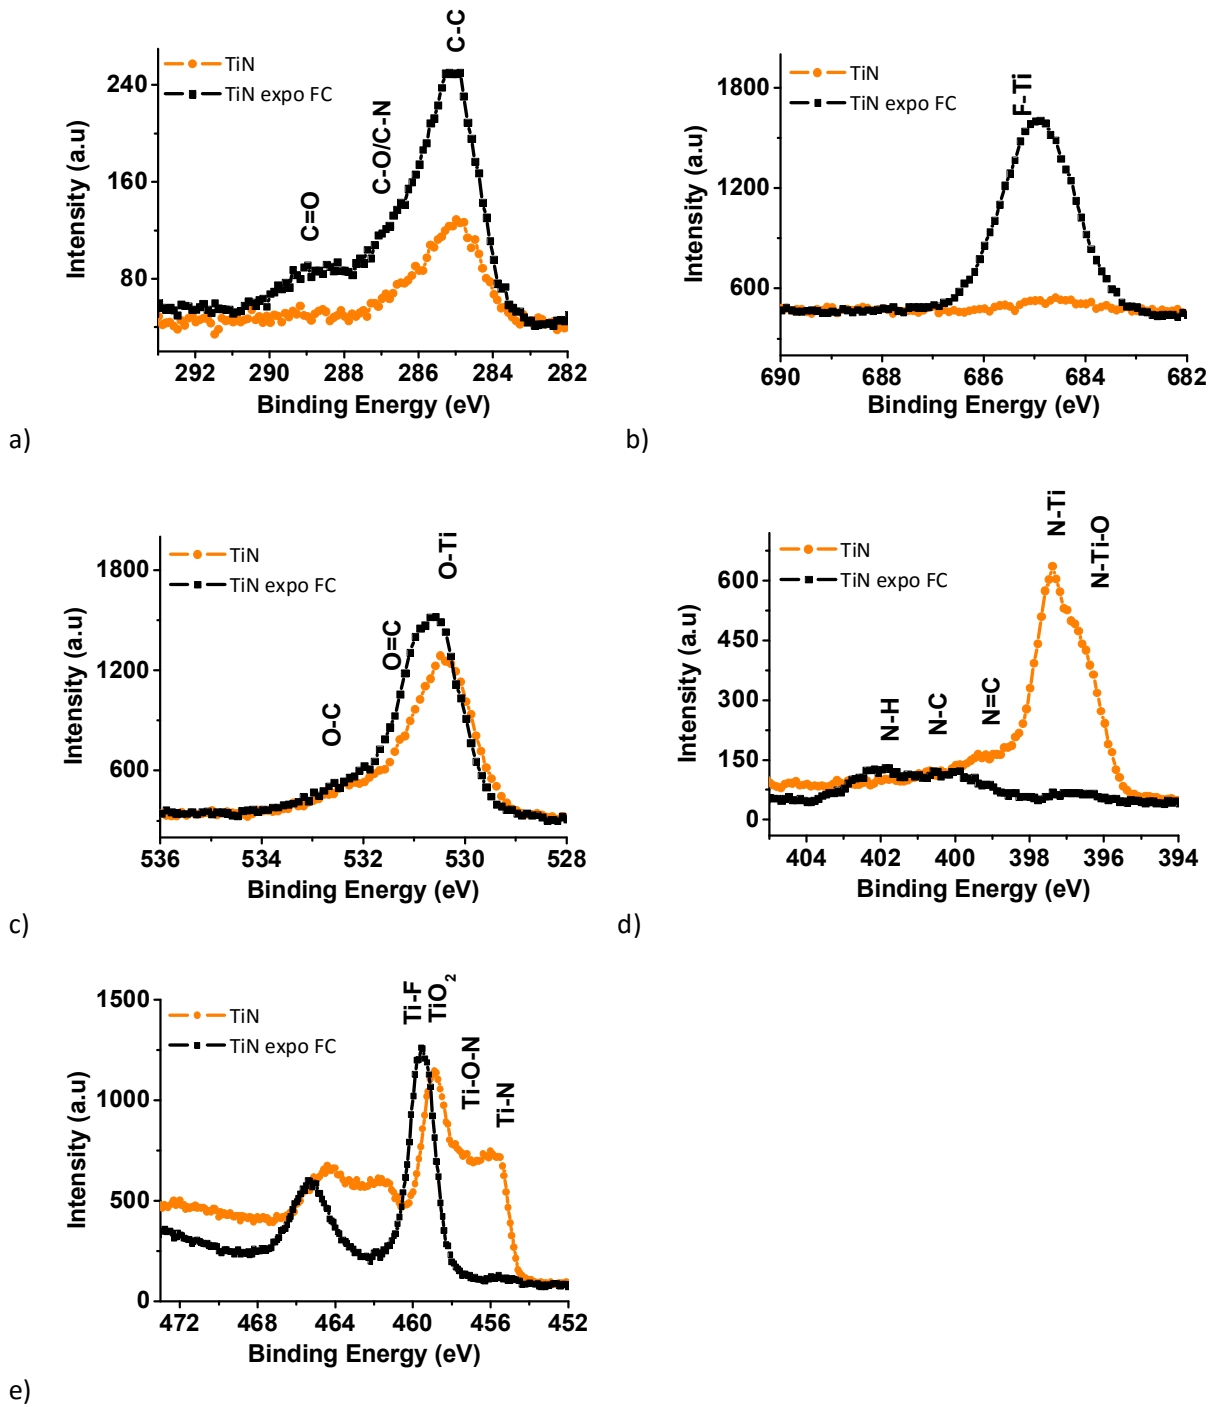 C-C
C-O/C-N
C=O
TiN
TiN expo FC
240
160
80
Intensity (a.u)
292 290 288 286 284 282
Binding Energy (eV)
a)
F-Ti
TiN
TiN expo FC
1800
1200
600
Intensity (a.u)
690 688 686 684 682
Binding Energy (eV)
b)
O-Ti
O=C
O-C
TiN
TiN expo FC
1800
1200
600
Intensity (a.u)
536 534 532 530 528
Binding Energy (eV)
c)
N-Ti
N-Ti-O
N=C
N-C
N-H
TiN
TiN expo FC
600
450
300
150
0
Intensity (a.u)
404 402 400 398 396 394
Binding Energy (eV)
d)
Ti-F
TiO2
Ti-O-N
Ti-N
TiN
TiN expo FC
1500
1000
500
0
Intensity (a.u)
472 468 464 460 456 452
Binding Energy (eV)
e)